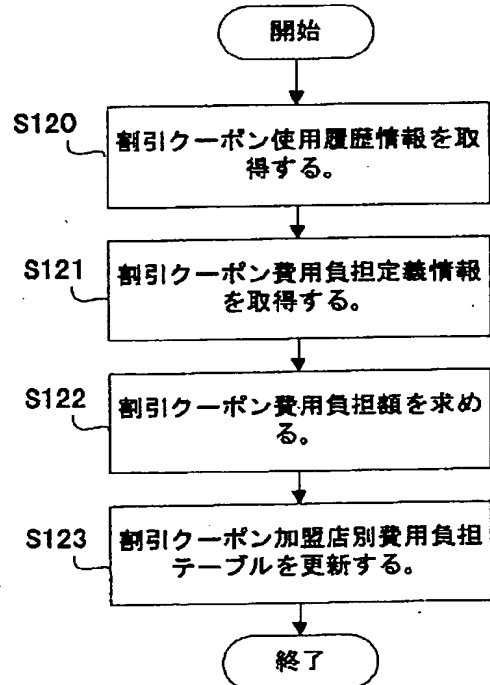 開始
S120
割引クーポン使用履歴情報を取
得する。
S121
割引クーポン費用負担定義情報
を取得する。
S122
割引クーポン費用負担額を求め
る。
S123
割引クーポン加盟店別費用負担
テーブルを更新する。
終了